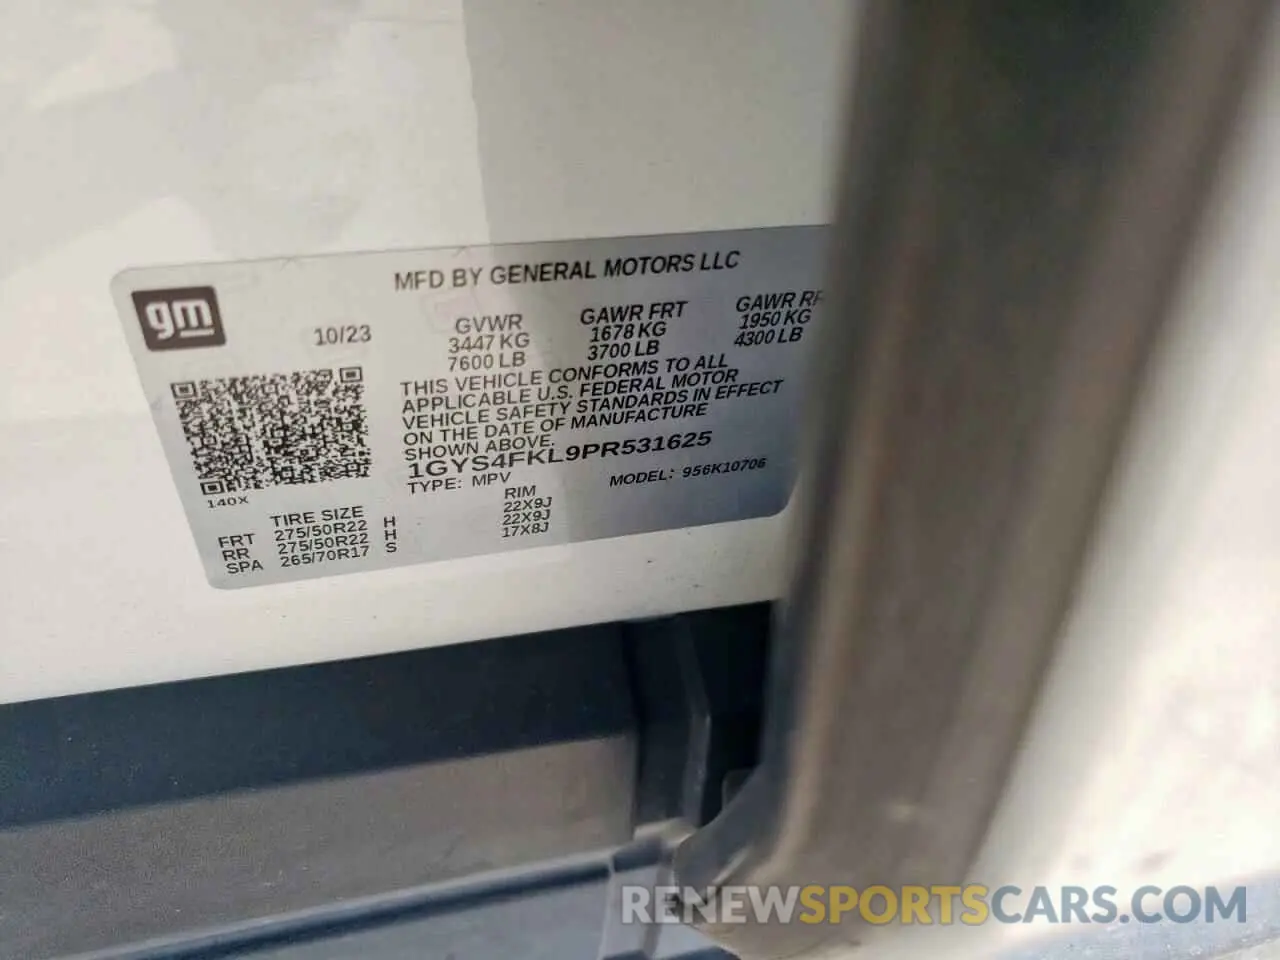 MFD BY GENERAL MOTORS LLC
gm
10/23
GVWR GAWR FRT GAWR
3447 KG 1678 KG 1950 KG
7600 LB 3700 LB 4300 LB
THIS VEHICLE CONFORMS TO ALL
APPLICABLE U.S. FEDERAL MOTOR
VEHICLE SAFETY STANDARDS IN EFFECT
ON THE DATE OF MANUFACTURE
SHOWN ABOVE.
1GYS4FKL9PR531625
TYPE: MPV MODEL: 956K10706
140X
TIRE SIZE RIM
FRT 275/50R22 H 22X9J
RR 275/50R22 H 22X9J
SPA 265/70R17 S 17X8J
RENEWSPORTSCARS.COM